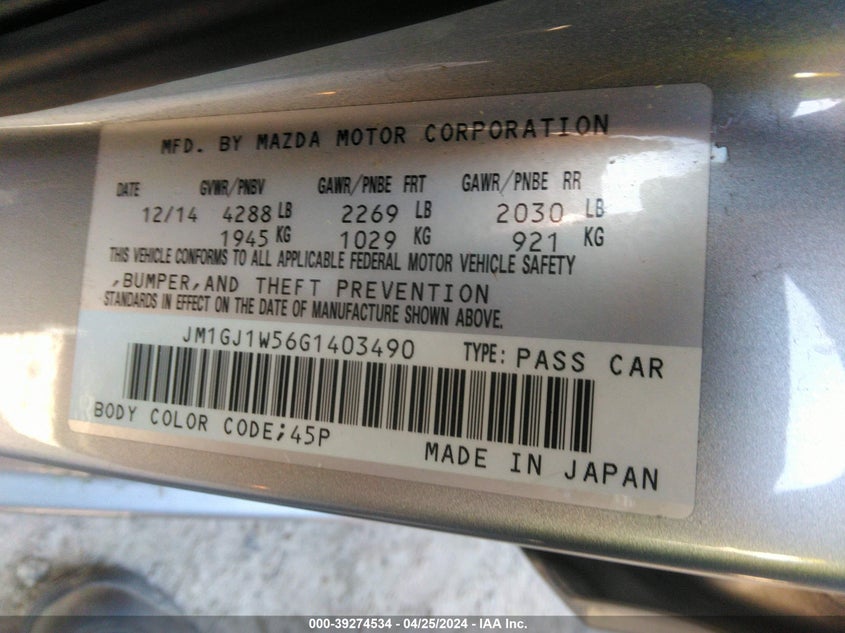 MFD. BY MAZDA MOTOR CORPORATION
DATE GVWR/PNBV GAWR/PNBE FRT GAWR/PNBE RR
12/14 4288 LB 2269 LB 2030 LB
1945 KG 1029 KG 921 KG
THIS VEHICLE CONFORMS TO ALL APPLICABLE FEDERAL MOTOR VEHICLE SAFETY
,BUMPER,AND THEFT PREVENTION
STANDARDS IN EFFECT ON THE DATE OF MANUFACTURE SHOWN ABOVE.
JM1GJ1W56G1403490 TYPE: PASS CAR
BODY COLOR CODE;45P
MADE IN JAPAN
000-39274534 - 04/25/2024 - IAA Inc.